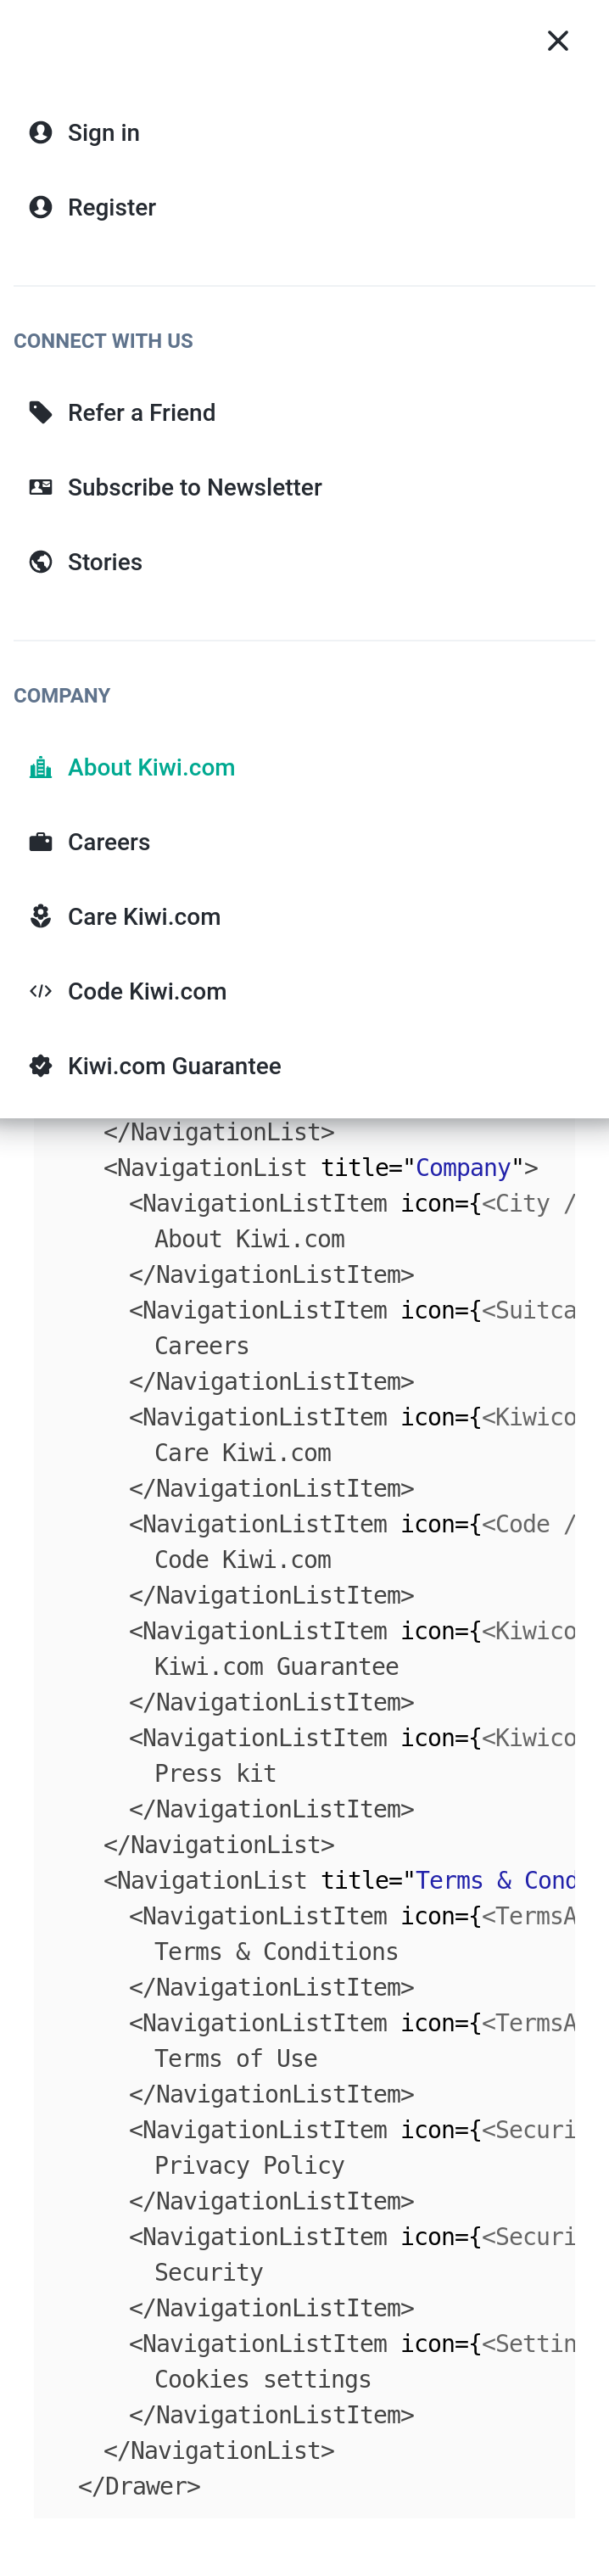 Sign in
Register
CONNECT WITH US
Refer a Friend
Subscribe to Newsletter
Stories
COMPANY
About Kiwi.com
Careers
Care Kiwi.com
Code Kiwi.com
Kiwi.com Guarantee
</NavigationList>
<NavigationList title="Company">
<NavigationListItem icon={<City /
About Kiwi.com
</NavigationListItem>
<NavigationListItem icon={<Suitca
Careers
</NavigationListItem>
<NavigationListItem icon={<Kiwico
Care Kiwi.com
</NavigationListItem>
<NavigationListItem icon={<Code /
Code Kiwi.com
</NavigationListItem>
<NavigationListItem icon={<Kiwico
Kiwi.com Guarantee
</NavigationListItem>
<NavigationListItem icon={<Kiwico
Press kit
</NavigationListItem>
</NavigationList>
<NavigationList title="Terms & Cond
<NavigationListItem icon={<TermsA
Terms & Conditions
</NavigationListItem>
<NavigationListItem icon={<TermsA
Terms of Use
</NavigationListItem>
<NavigationListItem icon={<Securi
Privacy Policy
</NavigationListItem>
<NavigationListItem icon={<Securi
Security
</NavigationListItem>
<NavigationListItem icon={<Settin
Cookies settings
</NavigationListItem>
</NavigationList>
</Drawer>